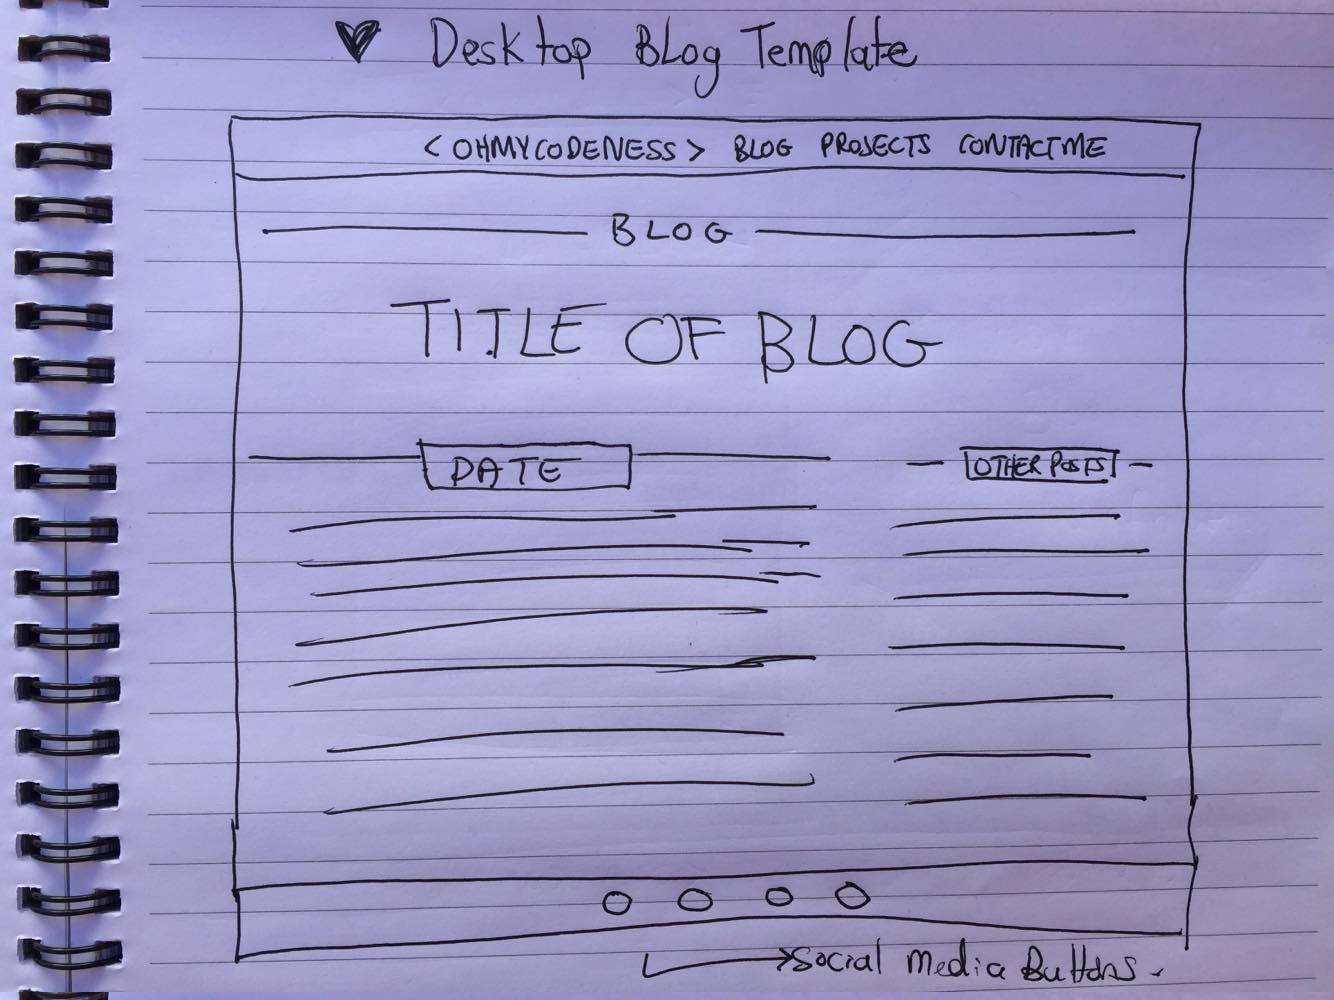 ♥ Desktop BLog Template
<OHMYCODENESS> BLOG PROJECTS CONTACT ME
BLOG
TITLE OF BLOG
DATE
OTHER POSTS
Social Media Buttons.